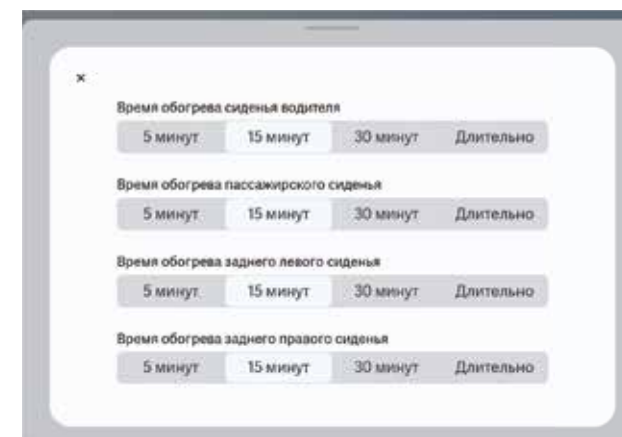 ×
Время обогрева сиденья водителя
5 минут 15 минут 30 минут Длительно
Время обогрева пассажирского сиденья
5 минут 15 минут 30 минут Длительно
Время обогрева заднего левого сиденья
5 минут 15 минут 30 минут Длительно
Время обогрева заднего правого сиденья
5 минут 15 минут 30 минут Длительно